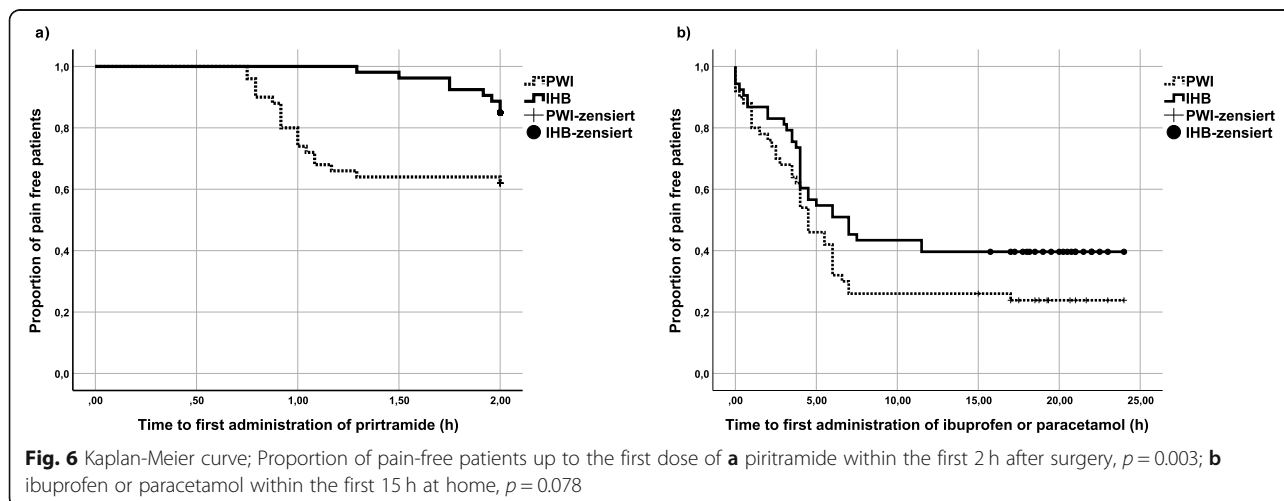 a)
Proportion of pain free patients
1,0
0,8
0,6
0,4
0,2
0,0
,00
,50
1,00
1,50
2,00
Time to first administration of prirtramide (h)
PWI
IHB
PWI-zensiert
IHB-zensiert
b)
Proportion of pain free patients
1,0
0,8
0,6
0,4
0,2
0,0
,00
5,00
10,00
15,00
20,00
25,00
Time to first administration of ibuprofen or paracetamol (h)
PWI
IHB
PWI-zensiert
IHB-zensiert
Fig. 6 Kaplan-Meier curve; Proportion of pain-free patients up to the first dose of a piritramide within the first 2 h after surgery, p = 0.003; b
ibuprofen or paracetamol within the first 15 h at home, p = 0.078